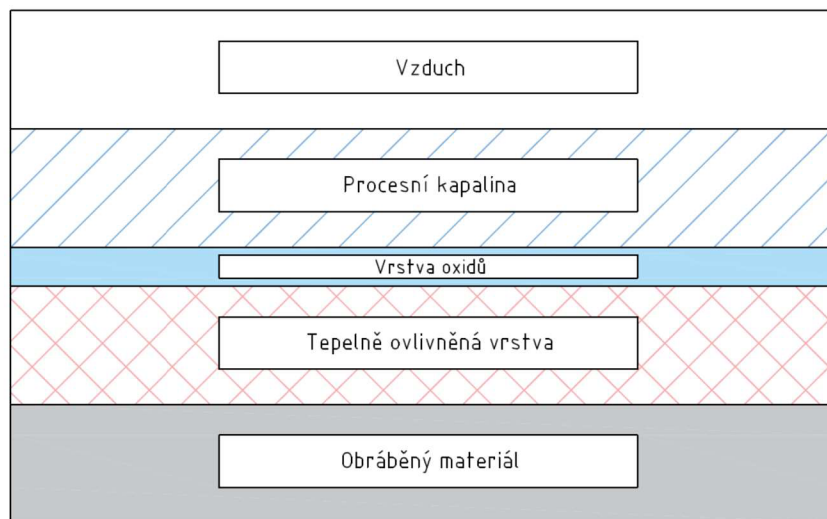 Vzduch
Procesní kapalina
Vrstva oxidů
Tepelně ovlivněná vrstva
Obráběný materiál